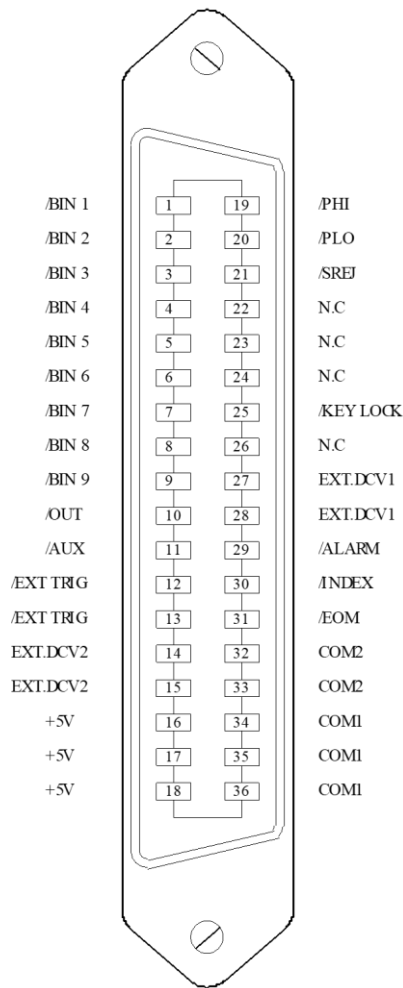 /BIN 1 1 19 /PHI
/BIN 2 2 20 /PLO
/BIN 3 3 21 /SREJ
/BIN 4 4 22 N.C
/BIN 5 5 23 N.C
/BIN 6 6 24 N.C
/BIN 7 7 25 /KEY LOCK
/BIN 8 8 26 N.C
/BIN 9 9 27 EXT.DCV1
/OUT 10 28 EXT.DCV1
/AUX 11 29 /ALARM
/EXT TRIG 12 30 /INDEX
/EXT TRIG 13 31 /EOM
EXT.DCV2 14 32 COM2
EXT.DCV2 15 33 COM2
+5V 16 34 COM1
+5V 17 35 COM1
+5V 18 36 COM1